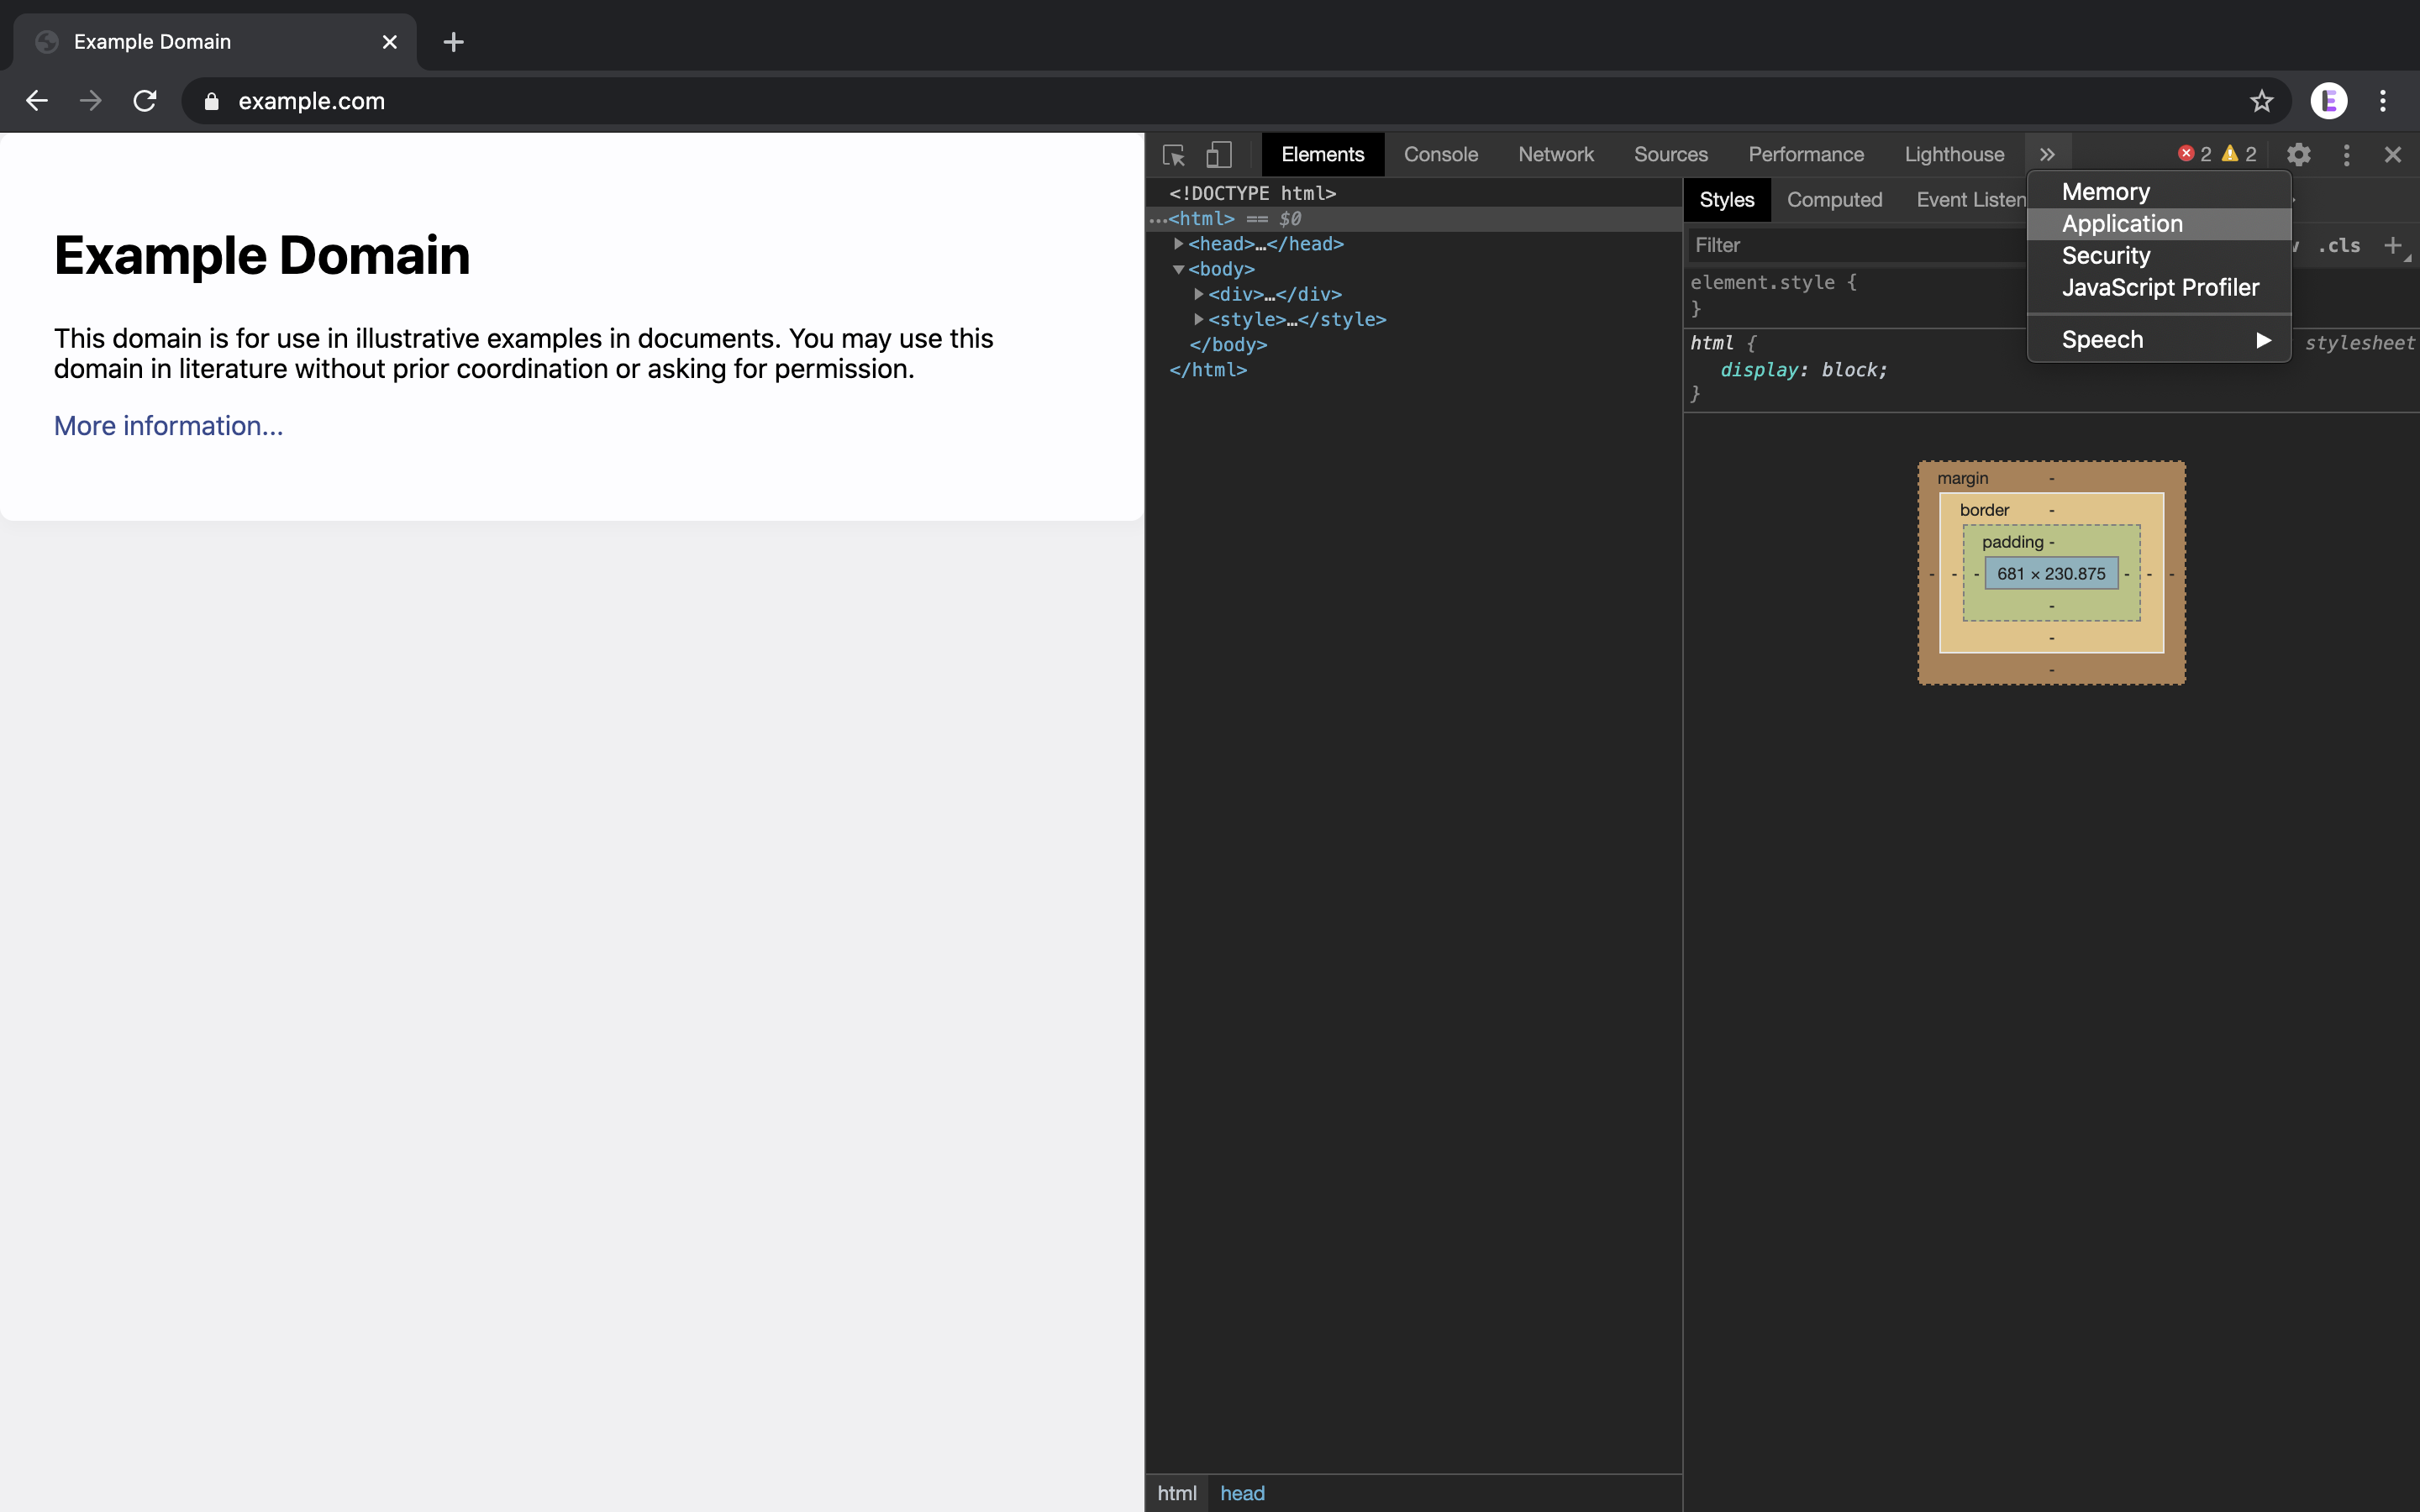 Example Domain
example.com
Elements Console Network Sources Performance Lighthouse 2 2
Example Domain
This domain is for use in illustrative examples in documents. You may use this
domain in literature without prior coordination or asking for permission.
More information...
<!DOCTYPE html>
…<html> == $0
<head>…</head>
<body>
<div>…</div>
<style>…</style>
</body>
</html>
html head
Styles Computed Event Listen
Filter .cls
element.style {
}
html { stylesheet
display: block;
}
Memory
Application
Security
JavaScript Profiler
Speech
margin -
border -
padding -
- - - 681 × 230.875 - - -
-
-
-